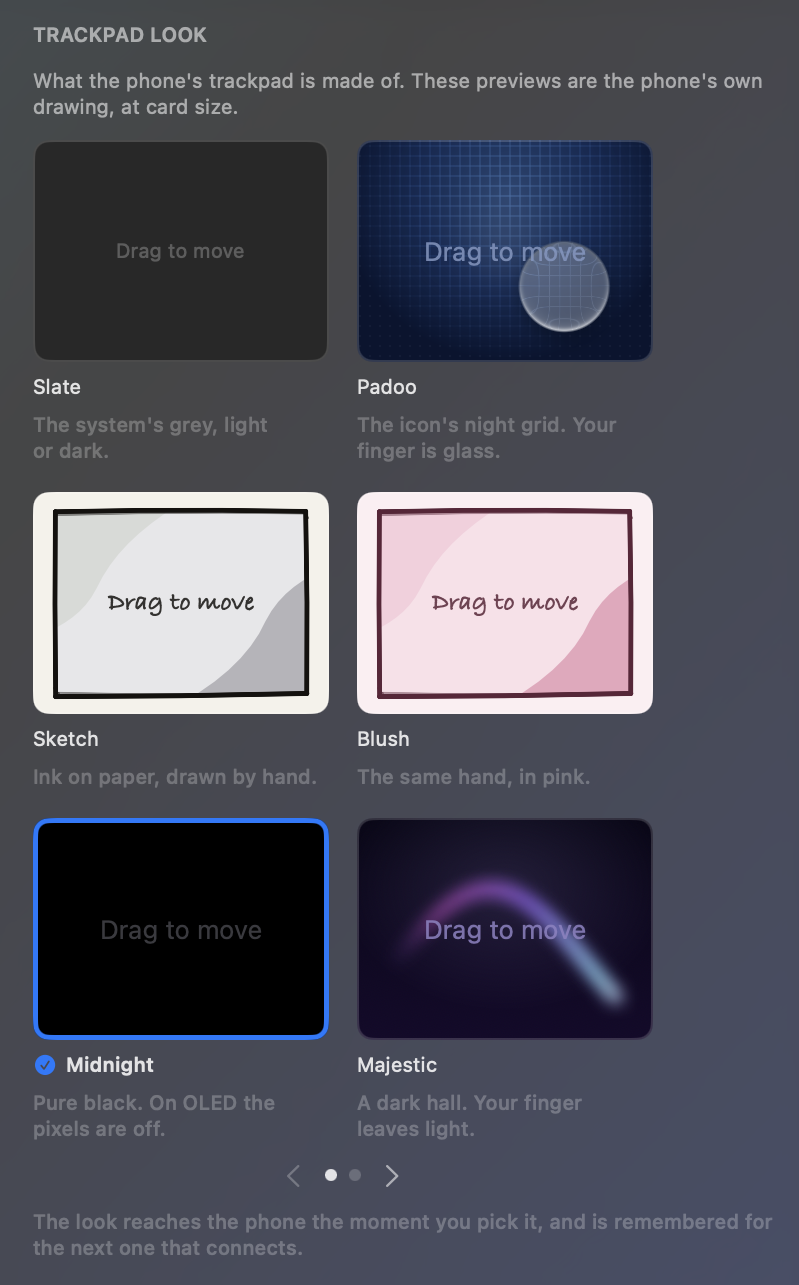 TRACKPAD LOOK
What the phone's trackpad is made of. These previews are the phone's own
drawing, at card size.
Drag to move
Drag to move
Slate
Padoo
The system's grey, light
or dark.
The icon's night grid. Your
finger is glass.
Drag to move
Drag to move
Sketch
Blush
Ink on paper, drawn by hand.
The same hand, in pink.
Drag to move
Drag to move
Midnight
Majestic
Pure black. On OLED the
pixels are off.
A dark hall. Your finger
leaves light.
The look reaches the phone the moment you pick it, and is remembered for
the next one that connects.